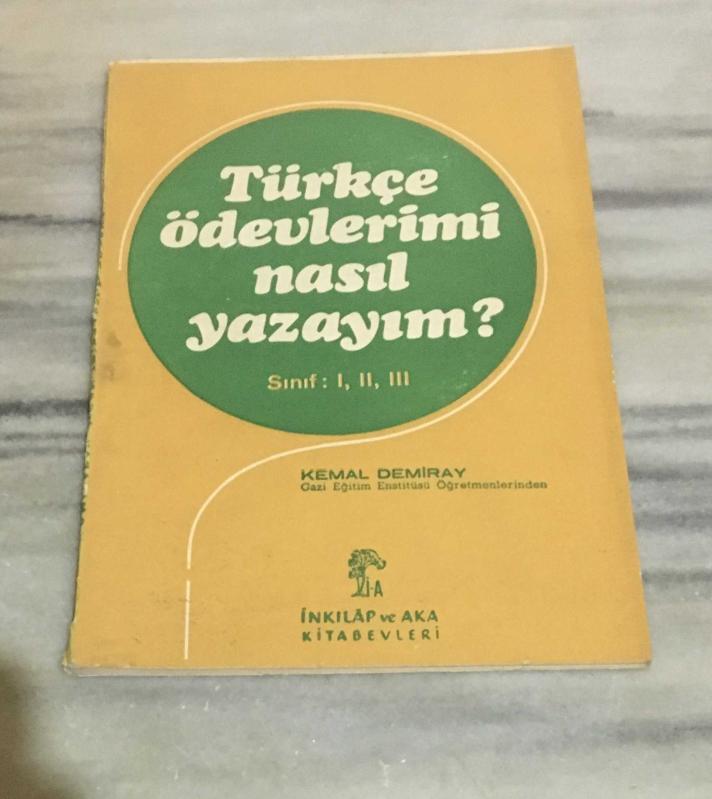 Türkçe
ödevlerimi
nasıl
yazayım?
Sınıf: I, II, III
KEMAL DEMİRAY
Gazi Eğitim Enstitüsü Öğretmenlerinden
İ-A
İNKILÂP ve AKA
KİTABEVLERİ